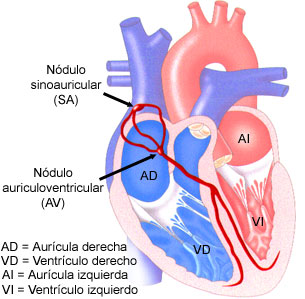 Nódulo
sinoauricular
(SA)
Nódulo
auriculoventricular
(AV)
AD
AI
VD
VI
AD = Aurícula derecha
VD = Ventrículo derecho
AI = Aurícula izquierda
VI = Ventrículo izquierdo